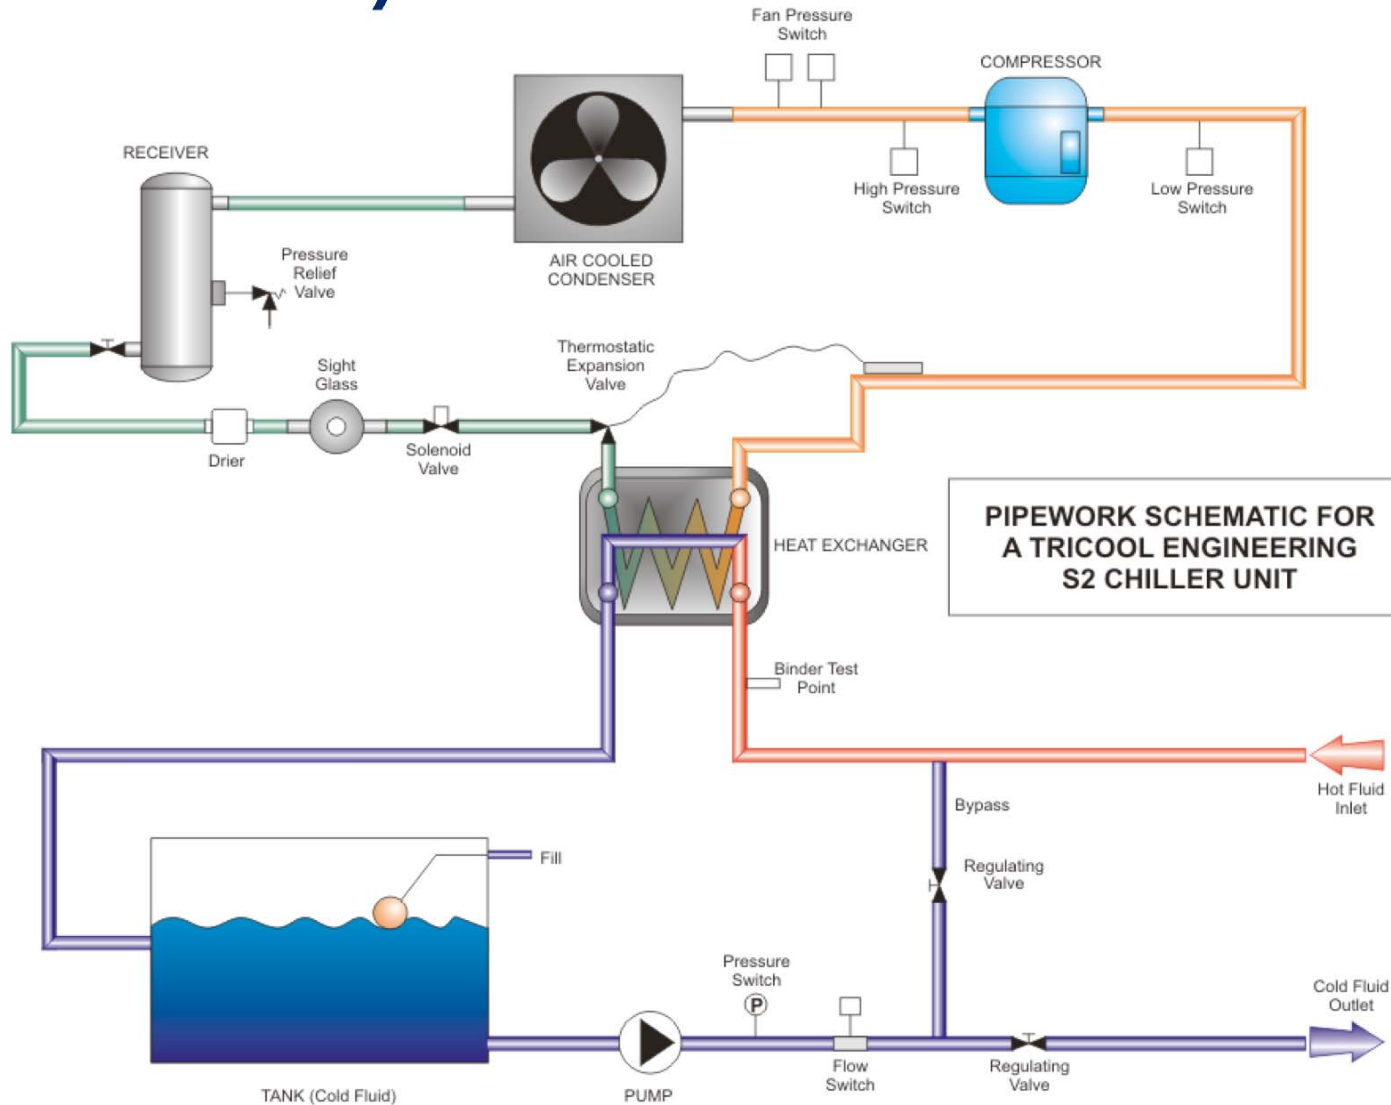 Fan Pressure
Switch
COMPRESSOR
RECEIVER
High Pressure
Switch
Low Pressure
Switch
AIR COOLED
CONDENSER
Pressure
Relief
Valve
Thermostatic
Expansion
Valve
Sight
Glass
Drier
Solenoid
Valve
HEAT EXCHANGER
PIPEWORK SCHEMATIC FOR
A TRICOOL ENGINEERING
S2 CHILLER UNIT
Binder Test
Point
Hot Fluid
Inlet
Bypass
Fill
Regulating
Valve
Pressure
Switch
P
Cold Fluid
Outlet
Flow
Switch
Regulating
Valve
TANK (Cold Fluid)
PUMP